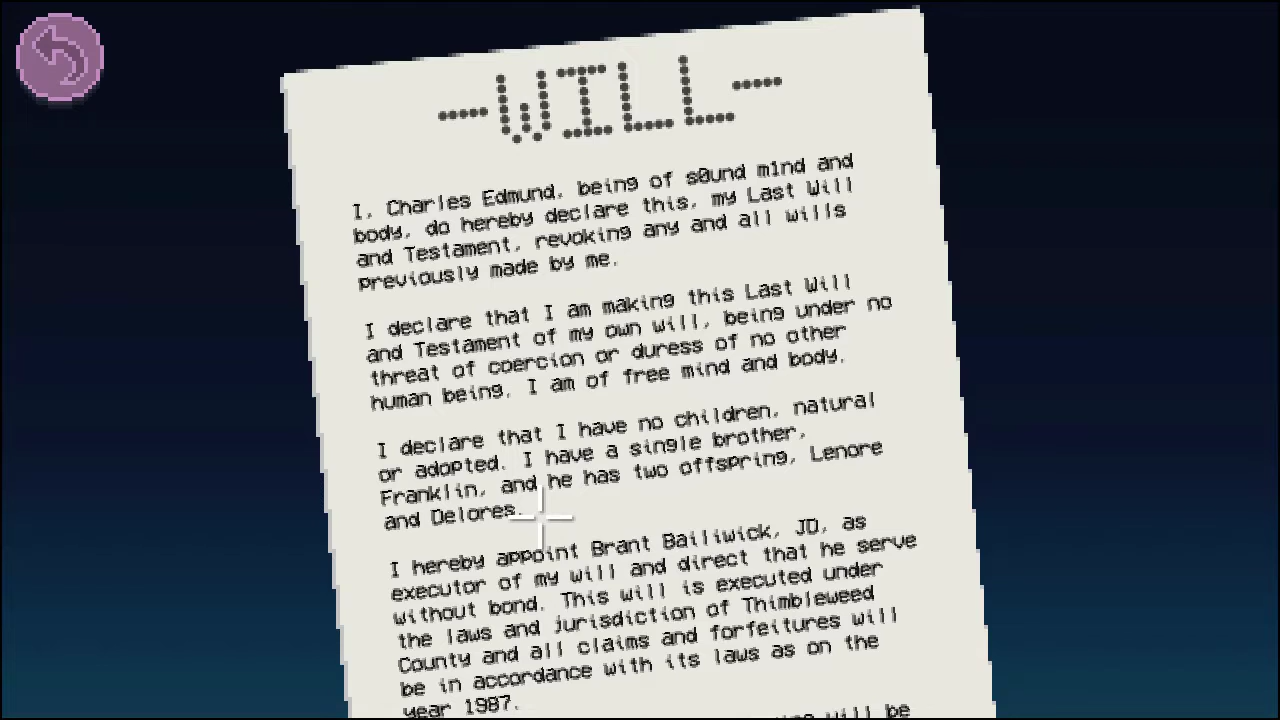 -WILL-
I, Charles Edmund, being of s0und m1nd and
body, do hereby declare this, my Last Will
and Testament, revoking any and all wills
previously made by me.
I declare that I am making this Last Will
and Testament of my own will, being under no
threat of coercion or duress of no other
human being. I am of free mind and body.
I declare that I have no children, natural
or adopted. I have a single brother,
Franklin, and he has two offspring, Lenore
and Delores.
I hereby appoint Brant Bailiwick, JD, as
executor of my will and direct that he serve
without bond. This will is executed under
the laws and jurisdiction of Thimbleweed
County and all claims and forfeitures will
be in accordance with its laws as on the
year 1987.
will be